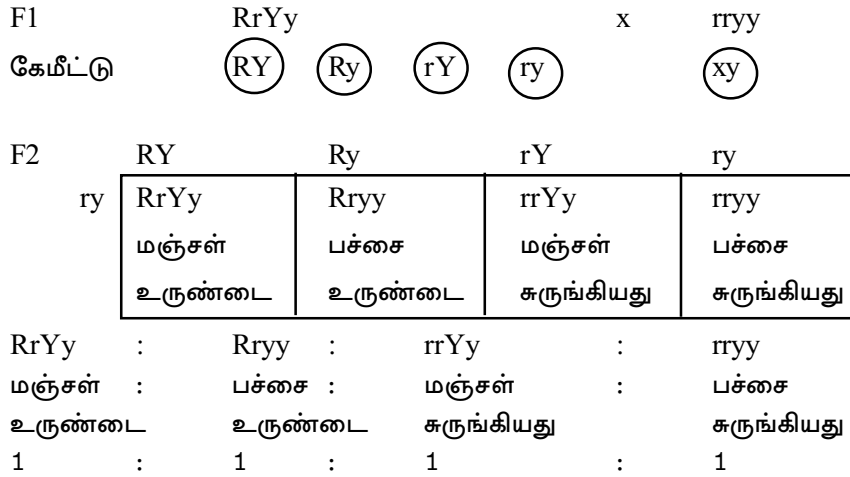 F1 RrYy x rryy
கேமீட்டு RY Ry rY ry xy
F2 RY Ry rY ry
ry RrYy Rryy rrYy rryy
மஞ்சள் பச்சை மஞ்சள் பச்சை
உருண்டை உருண்டை சுருங்கியது சுருங்கியது
RrYy : Rryy : rrYy : rryy
மஞ்சள் : பச்சை : மஞ்சள் : பச்சை
உருண்டை உருண்டை சுருங்கியது சுருங்கியது
1 : 1 : 1 : 1